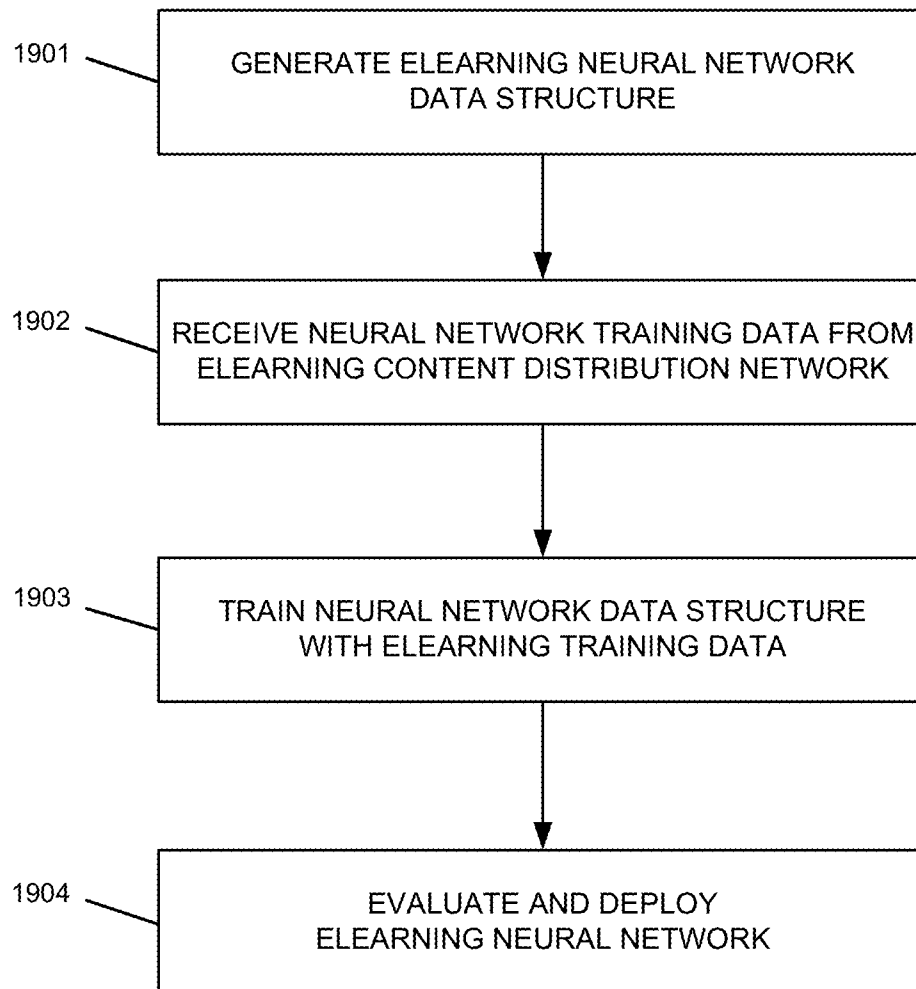 1901
GENERATE ELEARNING NEURAL NETWORK
DATA STRUCTURE
1902
RECEIVE NEURAL NETWORK TRAINING DATA FROM
ELEARNING CONTENT DISTRIBUTION NETWORK
1903
TRAIN NEURAL NETWORK DATA STRUCTURE
WITH ELEARNING TRAINING DATA
1904
EVALUATE AND DEPLOY
ELEARNING NEURAL NETWORK